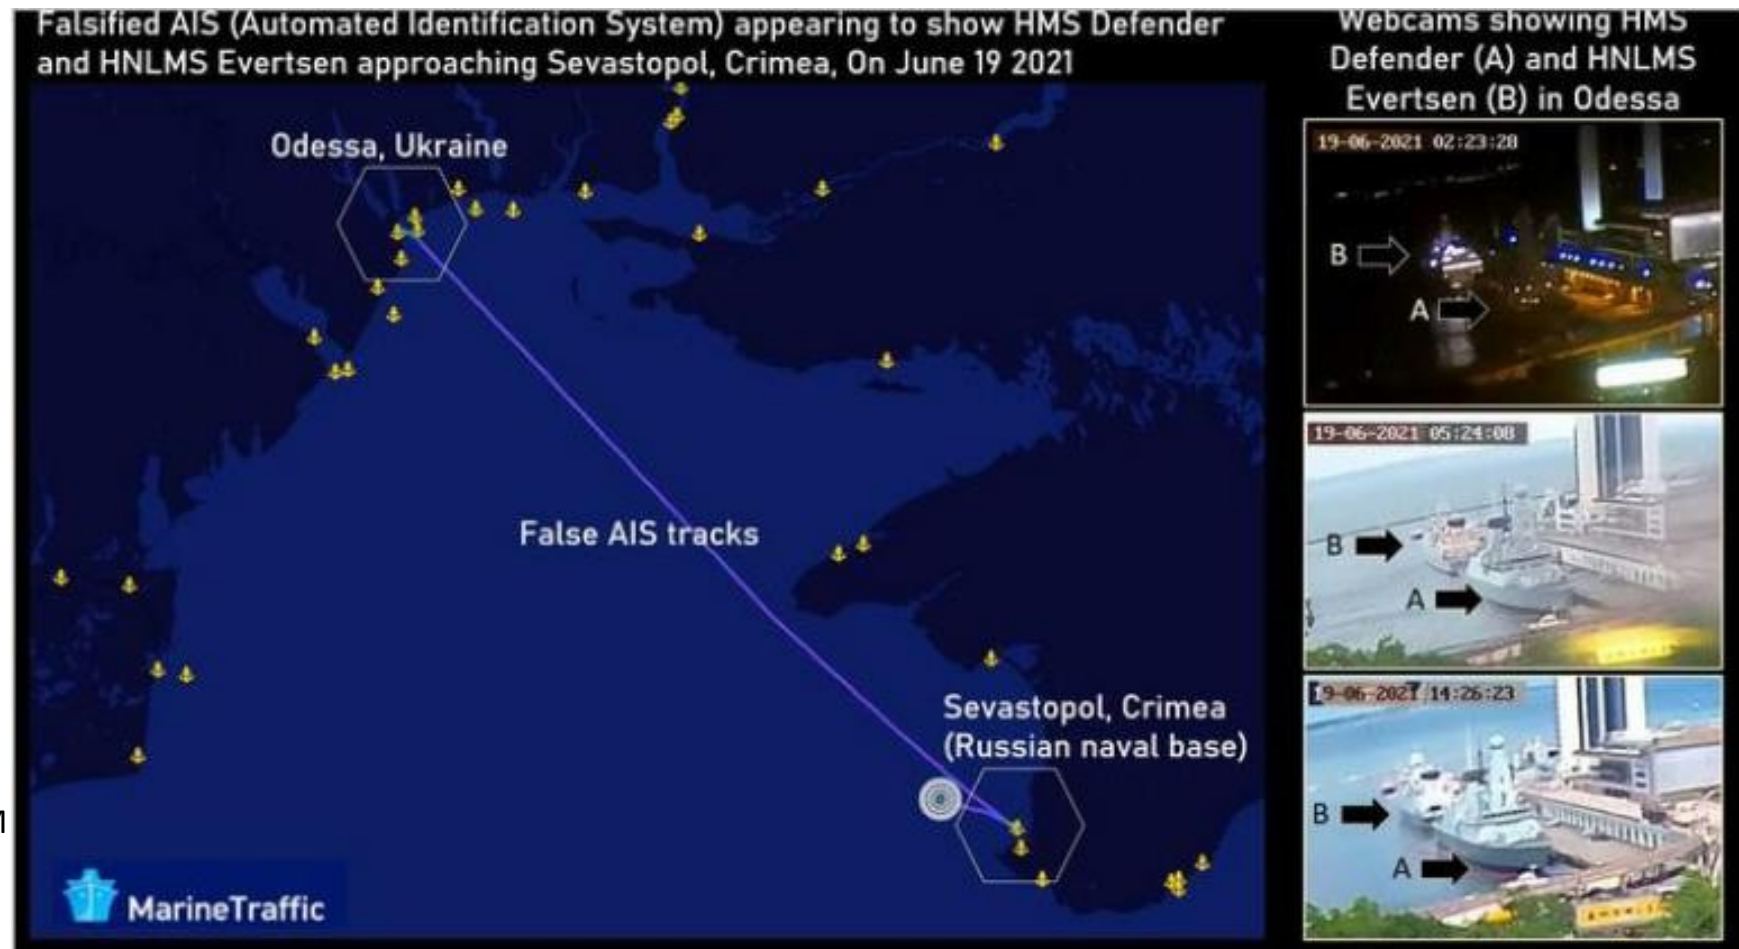 Falsified AIS (Automated Identification System) appearing to show HMS Defender
and HNLMS Evertsen approaching Sevastopol, Crimea, On June 19 2021
Odessa, Ukraine
False AIS tracks
Sevastopol, Crimea
(Russian naval base)
MarineTraffic
Webcams showing HMS
Defender (A) and HNLMS
Evertsen (B) in Odessa
19-06-2021 02:23:28
B
A
19-06-2021 05:24:08
B
A
19-06-2021 14:26:23
B
A